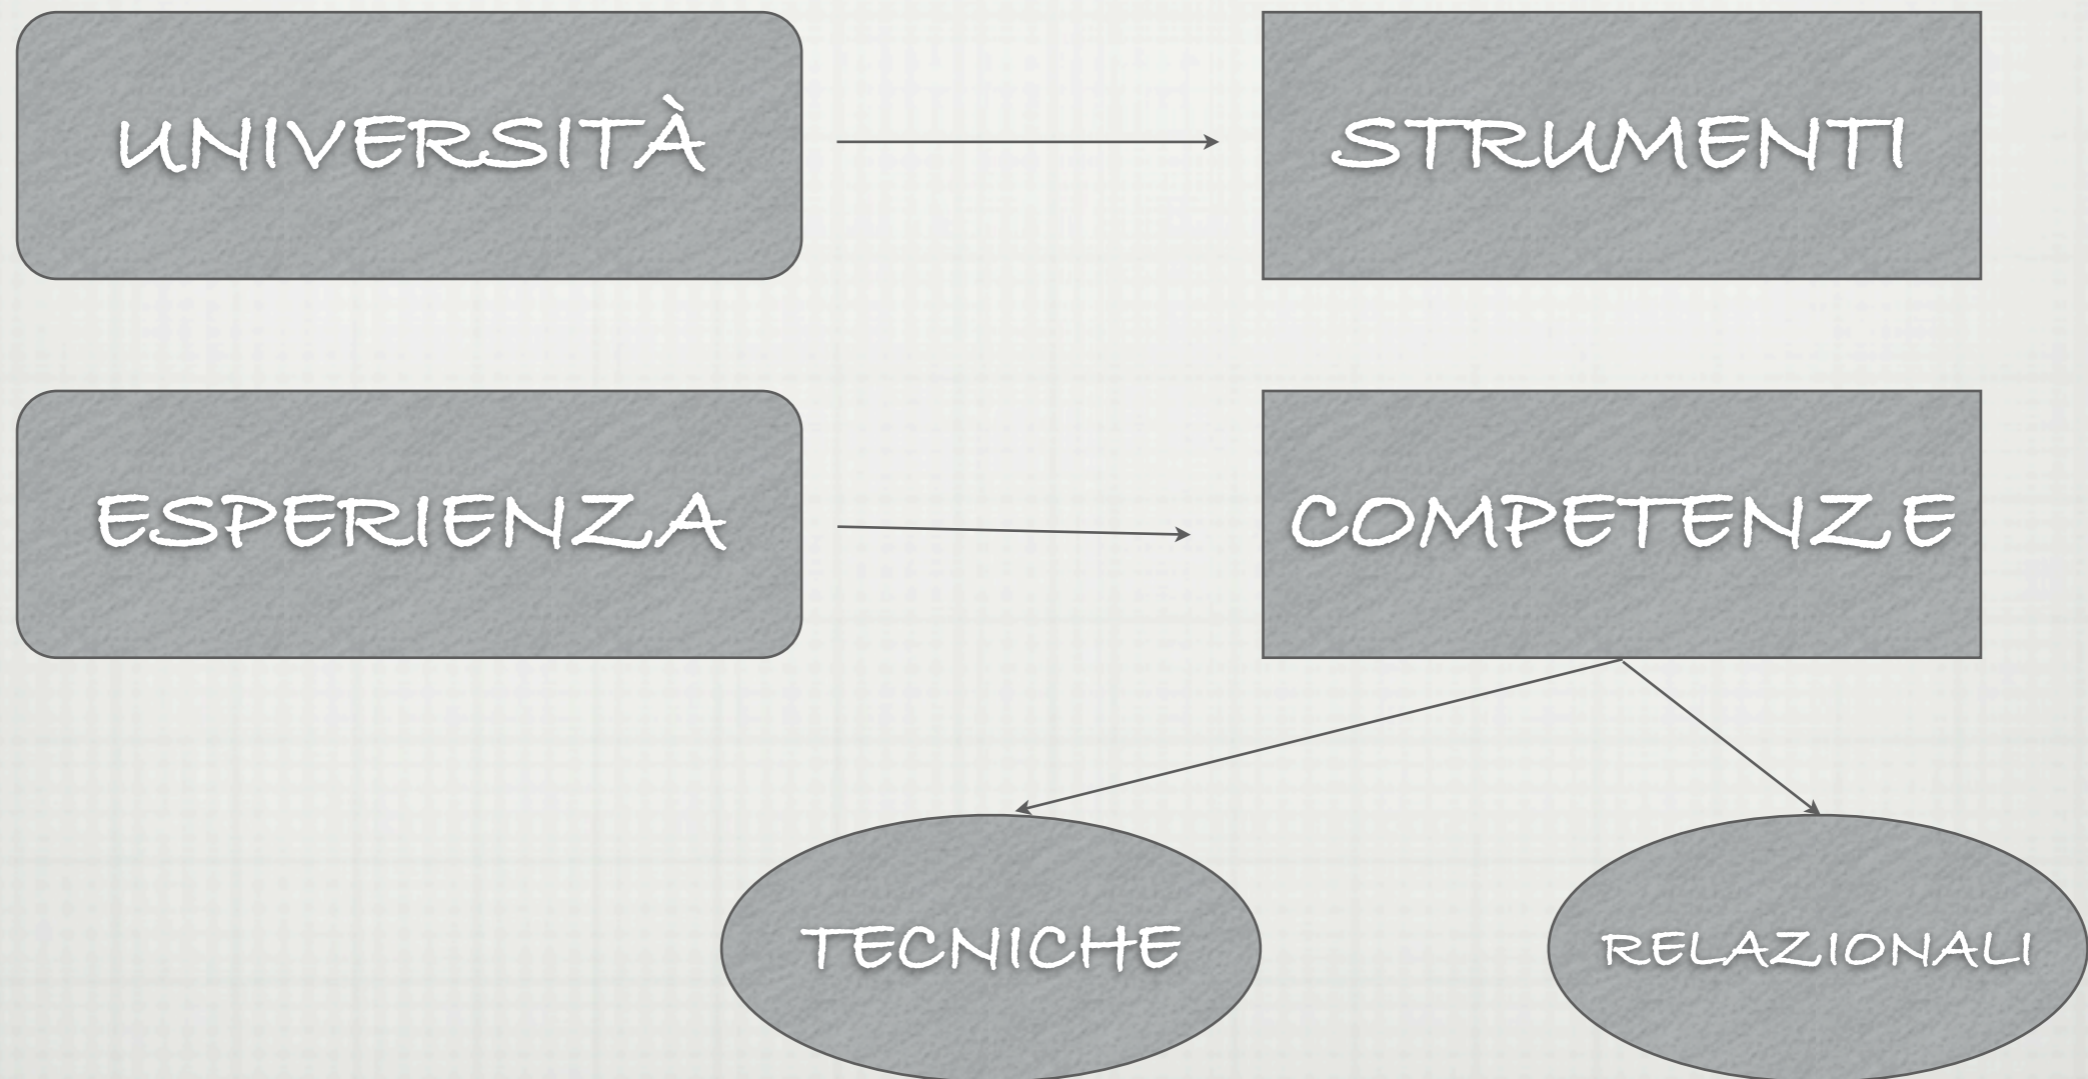 UNIVERSITÀ
STRUMENTI
ESPERIENZA
COMPETENZE
TECNICHE
RELAZIONALI